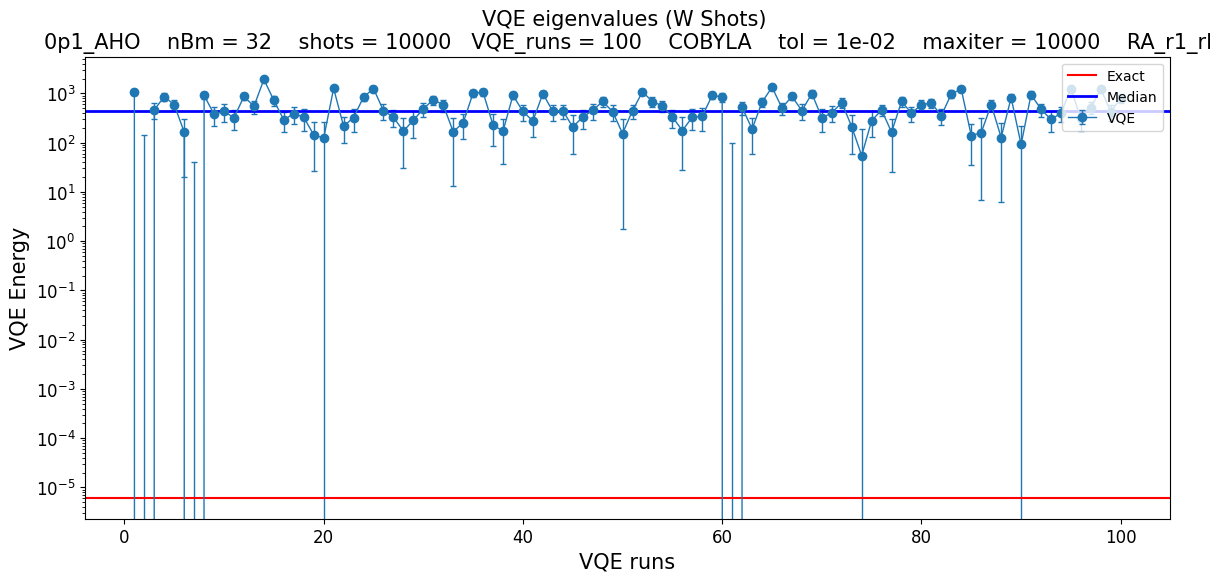 VQE eigenvalues (W Shots)
0p1_AHO nBm = 32 shots = 10000 VQE_runs = 100 COBYLA tol = 1e-02 maxiter = 10000 RA_r1_rl
Exact
Median
VQE
VQE Energy
10³
10²
10¹
10⁰
10⁻¹
10⁻²
10⁻³
10⁻⁴
10⁻⁵
0 20 40 60 80 100
VQE runs